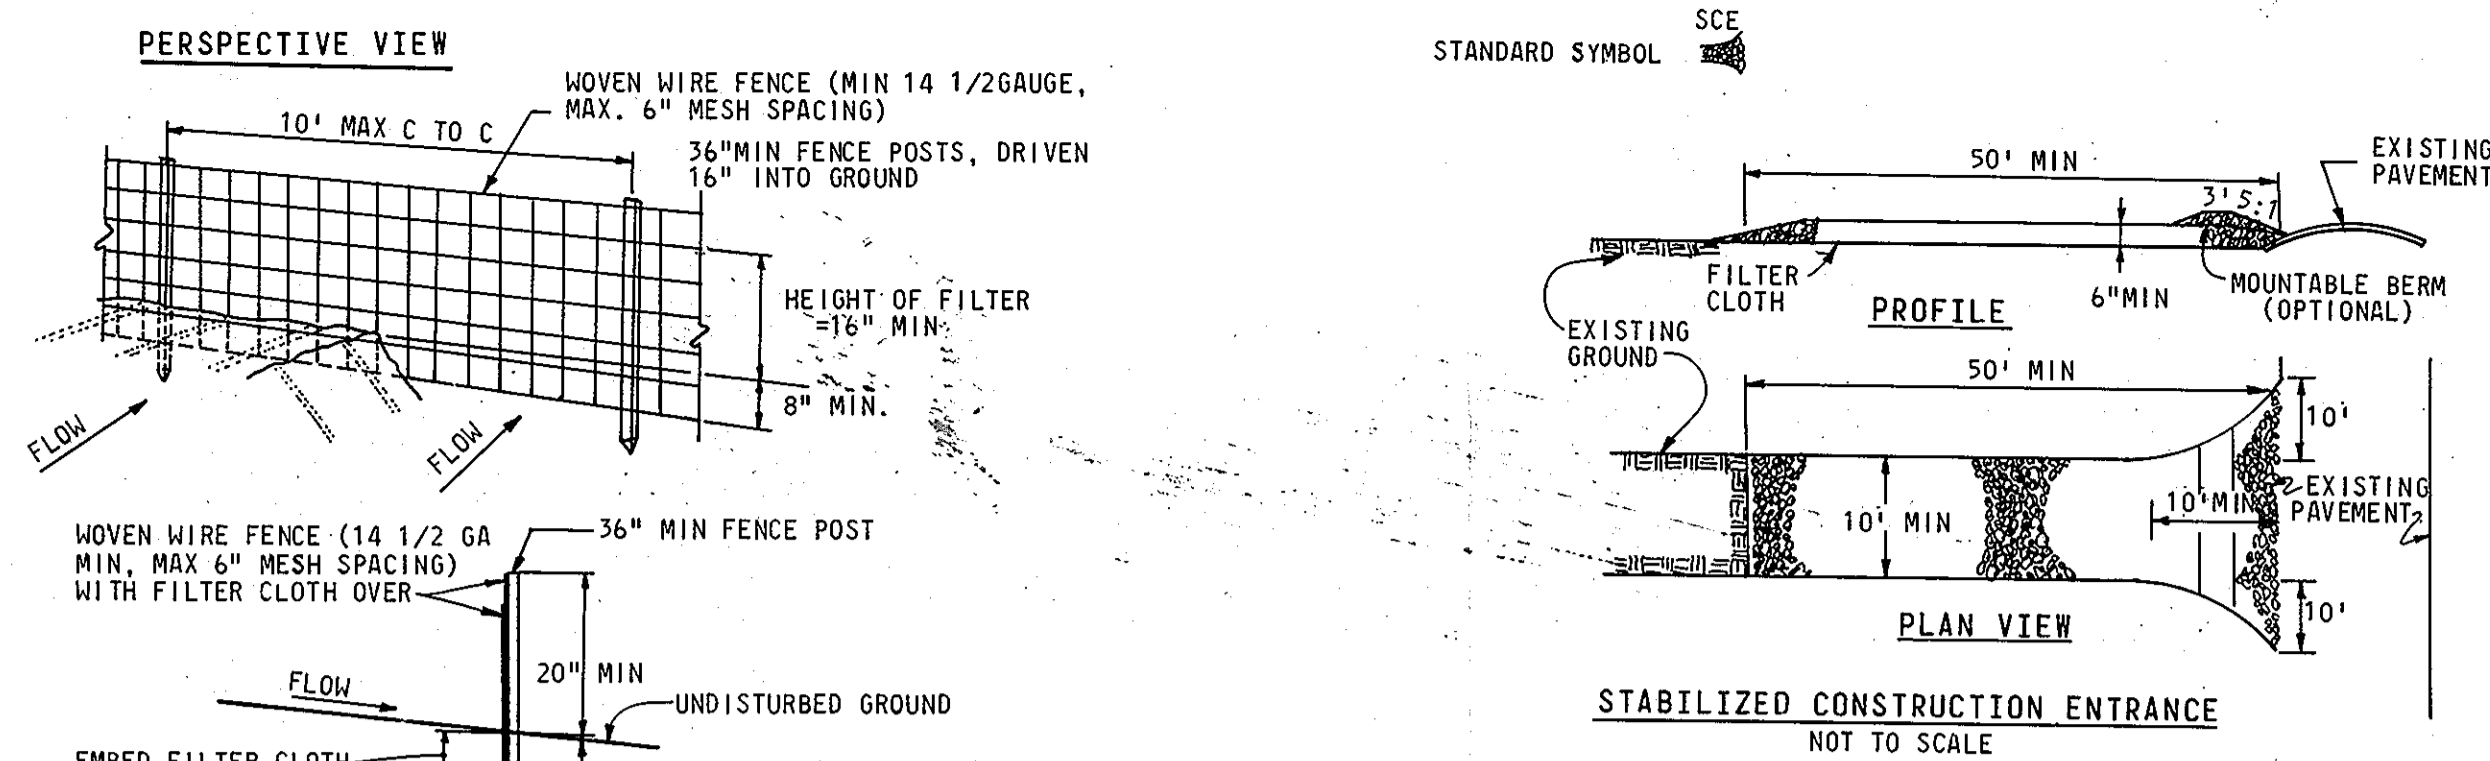 PERSPECTIVE VIEW
WOVEN WIRE FENCE (MIN 14 1/2GAUGE,
MAX. 6" MESH SPACING)
10' MAX C TO C
36"MIN FENCE POSTS, DRIVEN
16" INTO GROUND
HEIGHT OF FILTER
=16" MIN.
8" MIN.
FLOW
FLOW
WOVEN WIRE FENCE (14 1/2 GA
MIN, MAX 6" MESH SPACING)
WITH FILTER CLOTH OVER
36" MIN FENCE POST
20" MIN
FLOW
UNDISTURBED GROUND
EMBED FILTER CLOTH
SCE
STANDARD SYMBOL
50' MIN
EXISTING
PAVEMENT
3' 5:1
FILTER
CLOTH
6"MIN
MOUNTABLE BERM
(OPTIONAL)
PROFILE
EXISTING
GROUND
50' MIN
10'
10' MIN
10'MIN
EXISTING
PAVEMENT
10'
PLAN VIEW
STABILIZED CONSTRUCTION ENTRANCE
NOT TO SCALE